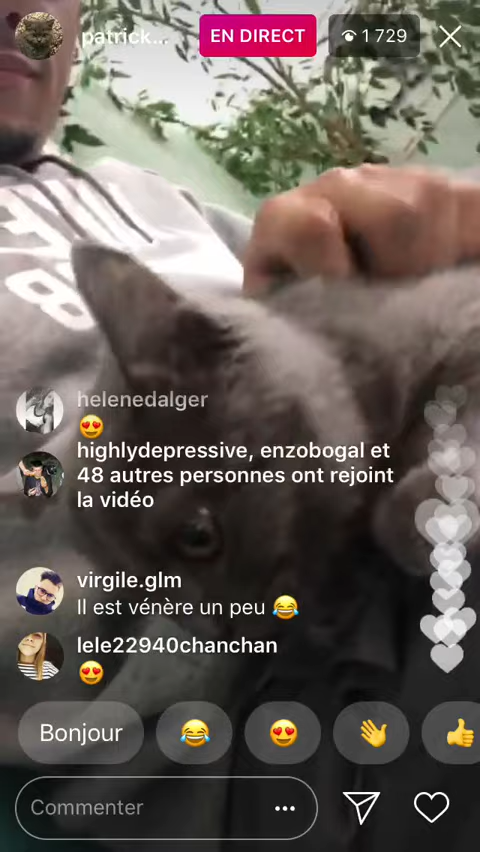 patrick...
EN DIRECT
1 729
helenedalger
😍
highlydepressive, enzobogal et
48 autres personnes ont rejoint
la vidéo
virgile.glm
Il est vénère un peu 😂
lele22940chanchan
😍
Bonjour 😂 😍 👋 👍
Commenter